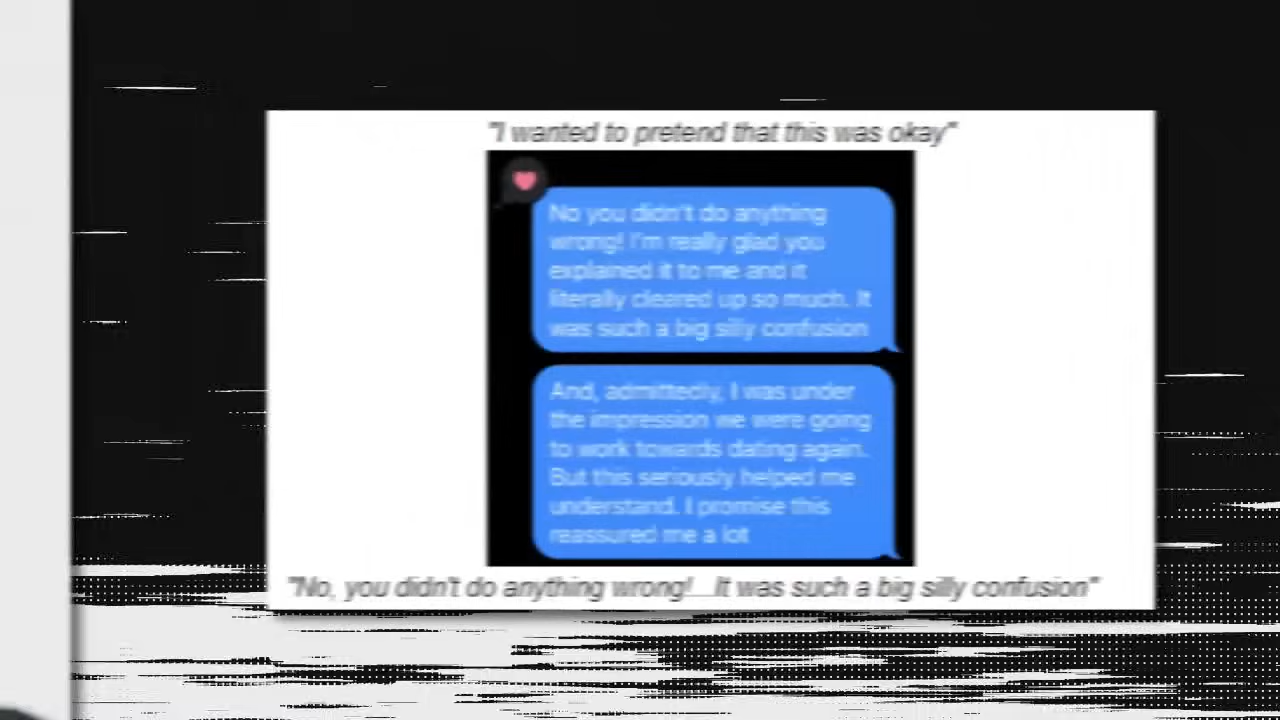 "I wanted to pretend that this was okay"
No you didn't do anything
wrong! I'm really glad you
explained it to me and it
literally cleared up so much. It
was such a big silly confusion
And, admittedly, I was under
the impression we were going
to work towards dating again.
But this seriously helped me
understand. I promise this
reassured me a lot
"No, you didn't do anything wrong!...It was such a big silly confusion"